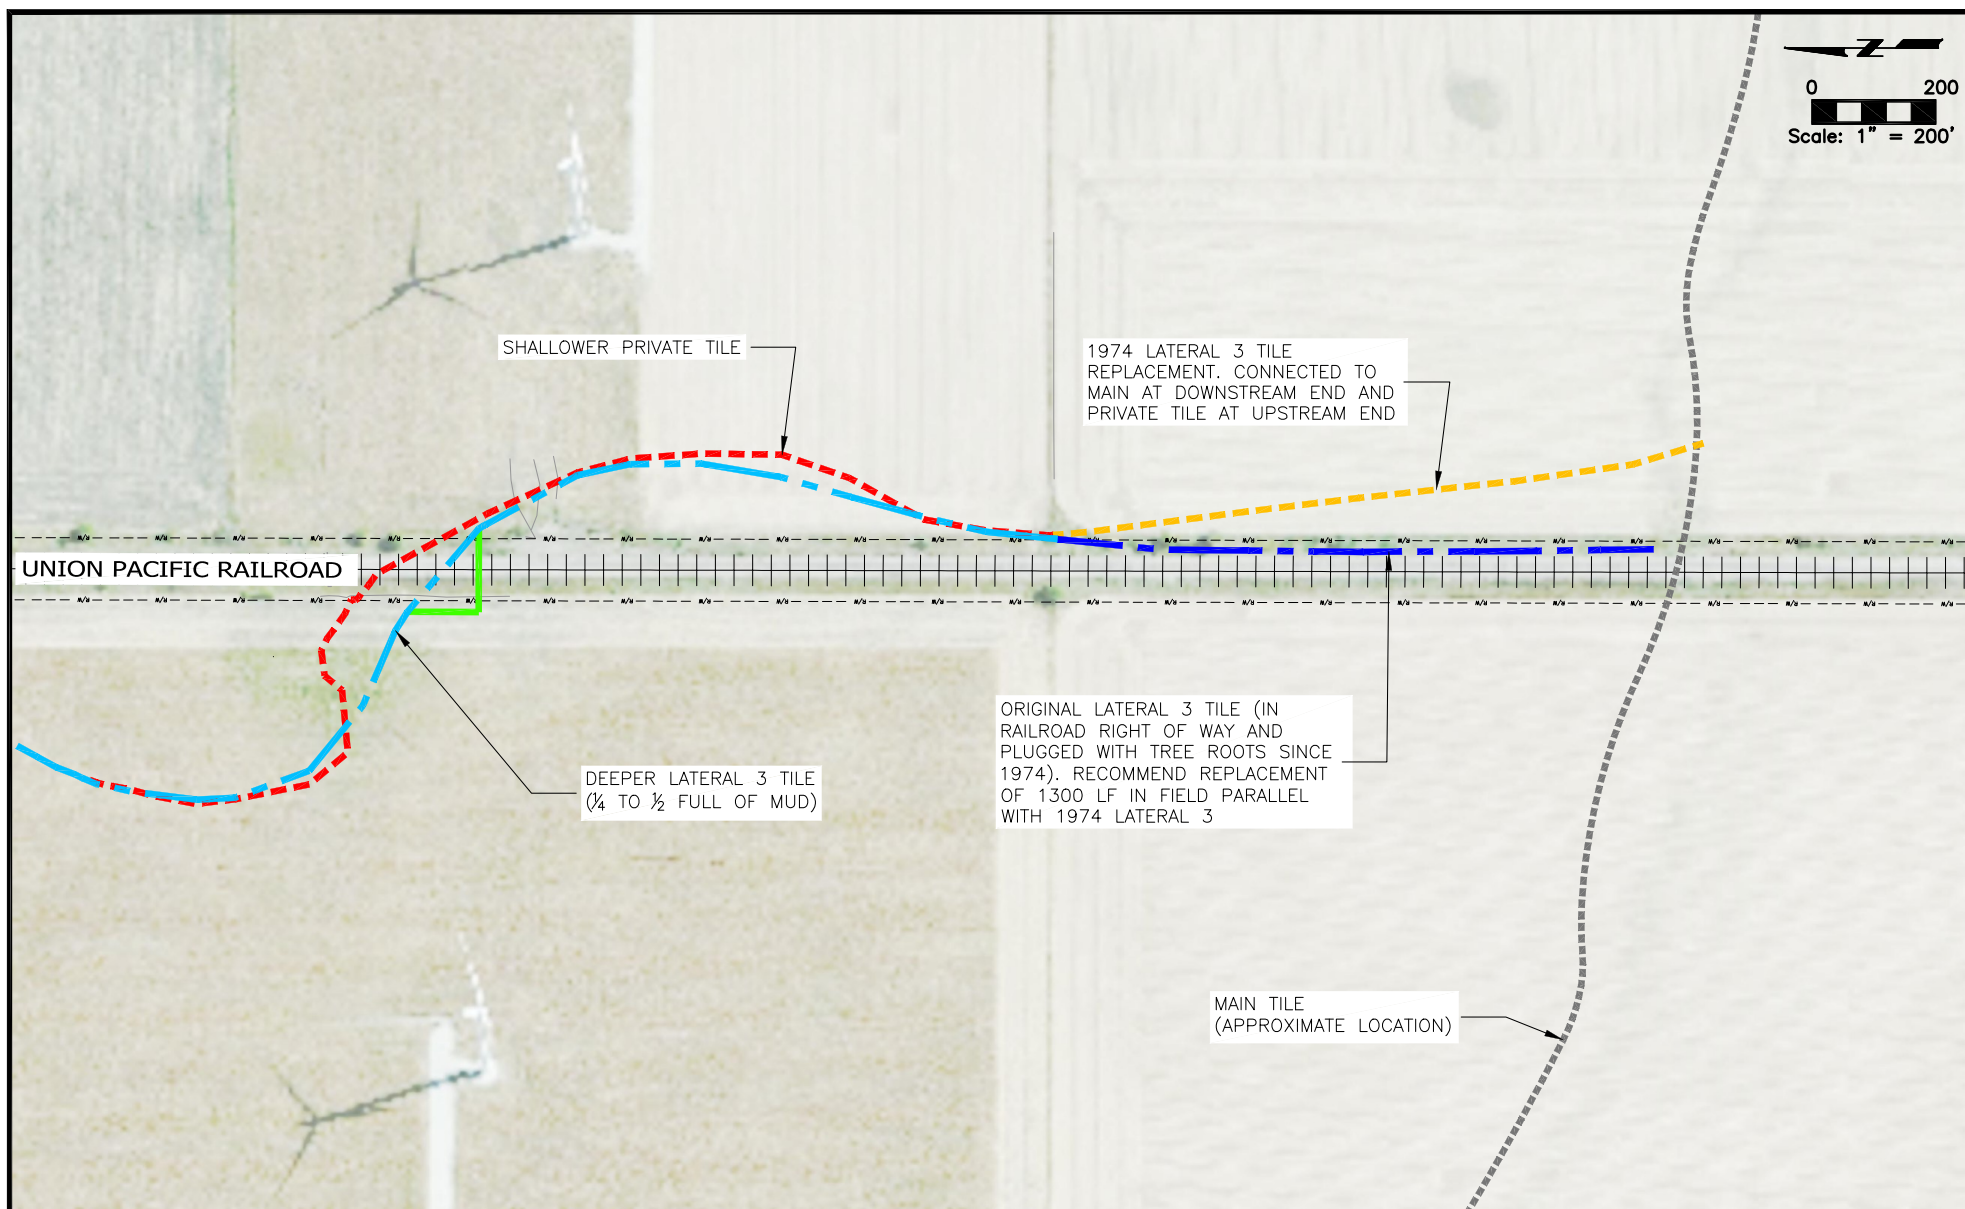 N
0 200
Scale: 1" = 200'
SHALLOWER PRIVATE TILE
1974 LATERAL 3 TILE
REPLACEMENT. CONNECTED TO
MAIN AT DOWNSTREAM END AND
PRIVATE TILE AT UPSTREAM END
R/W R/W R/W R/W R/W R/W R/W R/W R/W R/W R/W R/W R/W R/W R/W R/W R/W R/W R/W R/W R/W R/W R/W R/W R/W
UNION PACIFIC RAILROAD
R/W R/W R/W R/W R/W R/W R/W R/W R/W R/W R/W R/W R/W R/W R/W R/W R/W R/W R/W R/W R/W R/W R/W R/W R/W
ORIGINAL LATERAL 3 TILE (IN
RAILROAD RIGHT OF WAY AND
PLUGGED WITH TREE ROOTS SINCE
1974). RECOMMEND REPLACEMENT
OF 1300 LF IN FIELD PARALLEL
WITH 1974 LATERAL 3
DEEPER LATERAL 3 TILE
(¼ TO ½ FULL OF MUD)
MAIN TILE
(APPROXIMATE LOCATION)